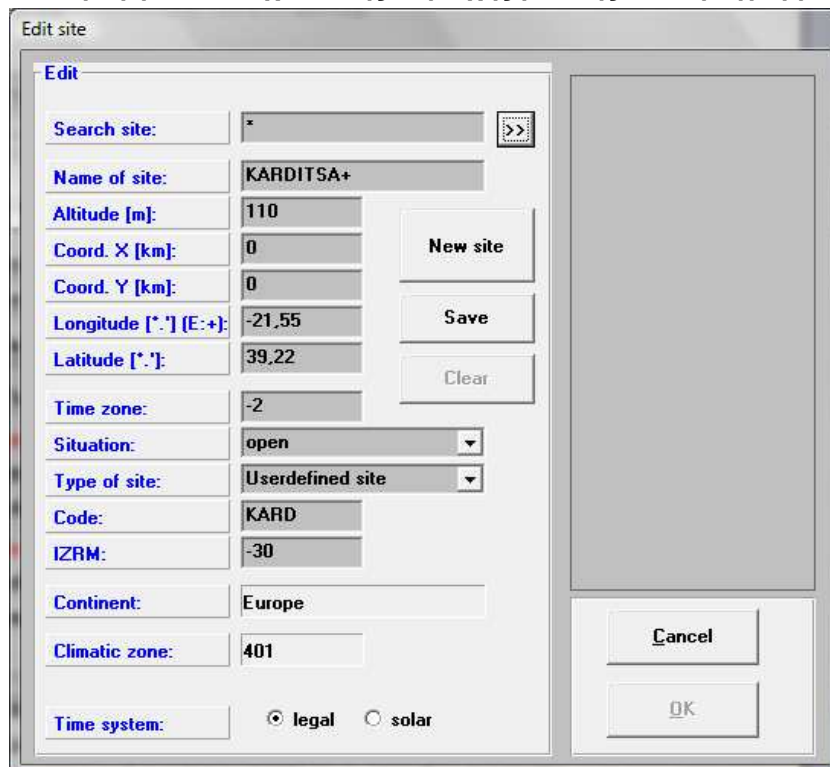 Edit site
Edit
Search site: * >>
Name of site: KARDITSA+
Altitude [m]: 110
Coord. X [km]: 0
New site
Coord. Y [km]: 0
Longitude [°.'] (E:+): -21,55
Save
Latitude [°.']: 39,22
Clear
Time zone: -2
Situation: open
Type of site: Userdefined site
Code: KARD
IZRM: -30
Continent: Europe
Cancel
Climatic zone: 401
OK
Time system: legal solar